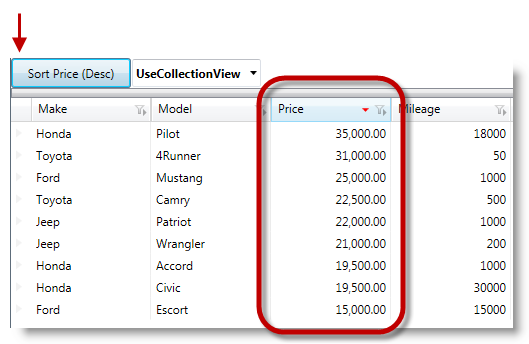 Sort Price (Desc) UseCollectionView
Make Model Price Mileage
Honda Pilot 35,000.00 18000
Toyota 4Runner 31,000.00 50
Ford Mustang 25,000.00 1000
Toyota Camry 22,500.00 500
Jeep Patriot 22,000.00 1000
Jeep Wrangler 21,000.00 200
Honda Accord 19,500.00 1000
Honda Civic 19,500.00 30000
Ford Escort 15,000.00 15000